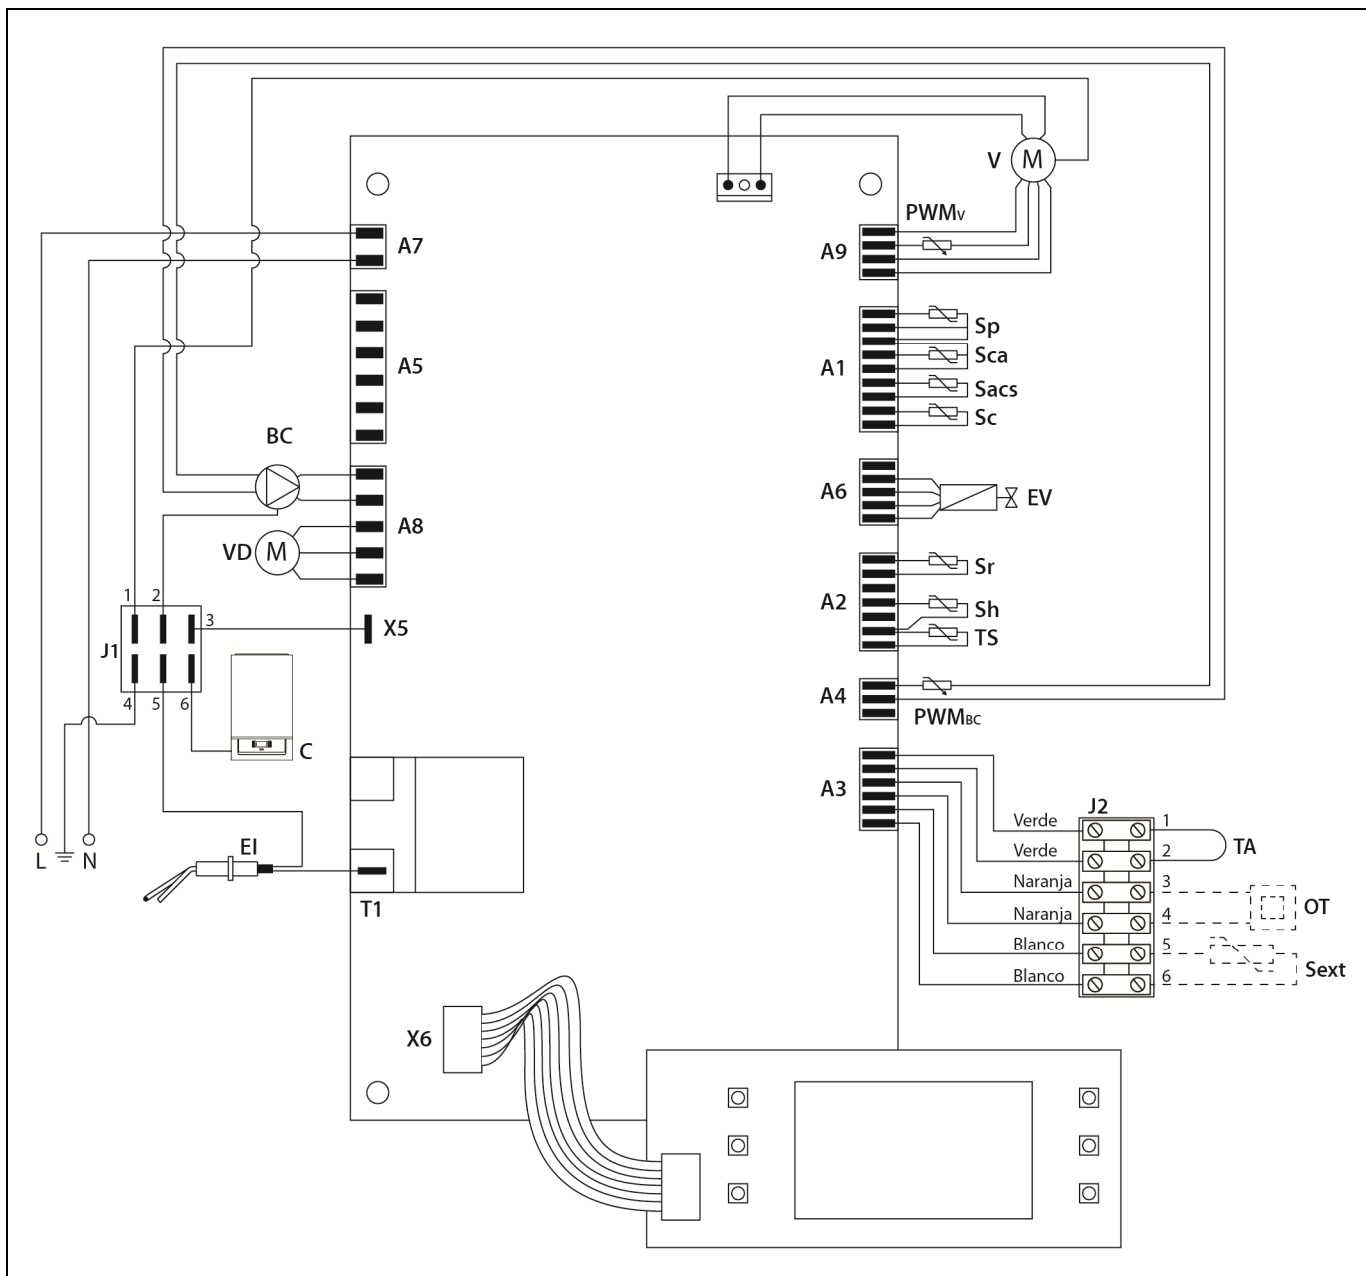 V
M
PWMV
A7
A9
Sp
Sca
A5
A1
Sacs
Sc
BC
A6
EV
A8
VD
M
Sr
A2
Sh
TS
1 2
3
X5
J1
4 5 6
A4
PWMBC
C
A3
J2
Verde
1
TA
Verde
2
L
N
EI
Naranja
3
OT
T1
Naranja
4
Blanco
5
Sext
Blanco
6
X6